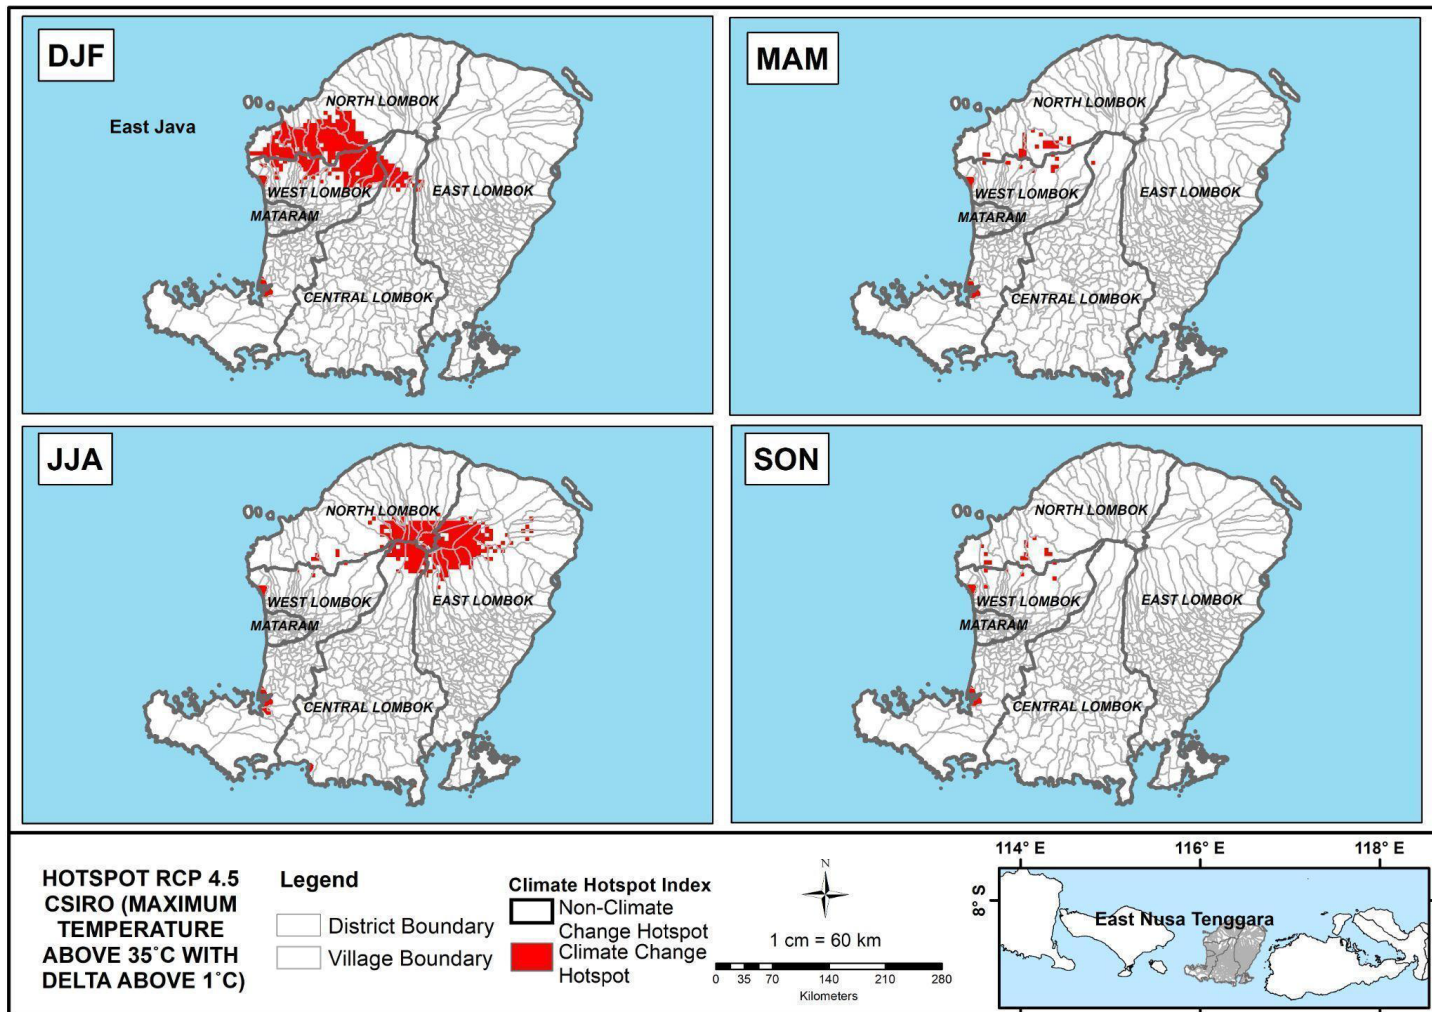 DJF
NORTH LOMBOK
East Java
WEST LOMBOK
EAST LOMBOK
MATARAM
CENTRAL LOMBOK
MAM
NORTH LOMBOK
WEST LOMBOK
EAST LOMBOK
MATARAM
CENTRAL LOMBOK
JJA
NORTH LOMBOK
WEST LOMBOK
EAST LOMBOK
MATARAM
CENTRAL LOMBOK
SON
NORTH LOMBOK
WEST LOMBOK
EAST LOMBOK
MATARAM
CENTRAL LOMBOK
HOTSPOT RCP 4.5
CSIRO (MAXIMUM
TEMPERATURE
ABOVE 35˚C WITH
DELTA ABOVE 1˚C)
Legend
District Boundary
Village Boundary
Climate Hotspot Index
Non-Climate
Change Hotspot
Climate Change
Hotspot
N
1 cm = 60 km
0 35 70 140 210 280
Kilometers
114° E 116° E 118° E
8° S
East Nusa Tenggara